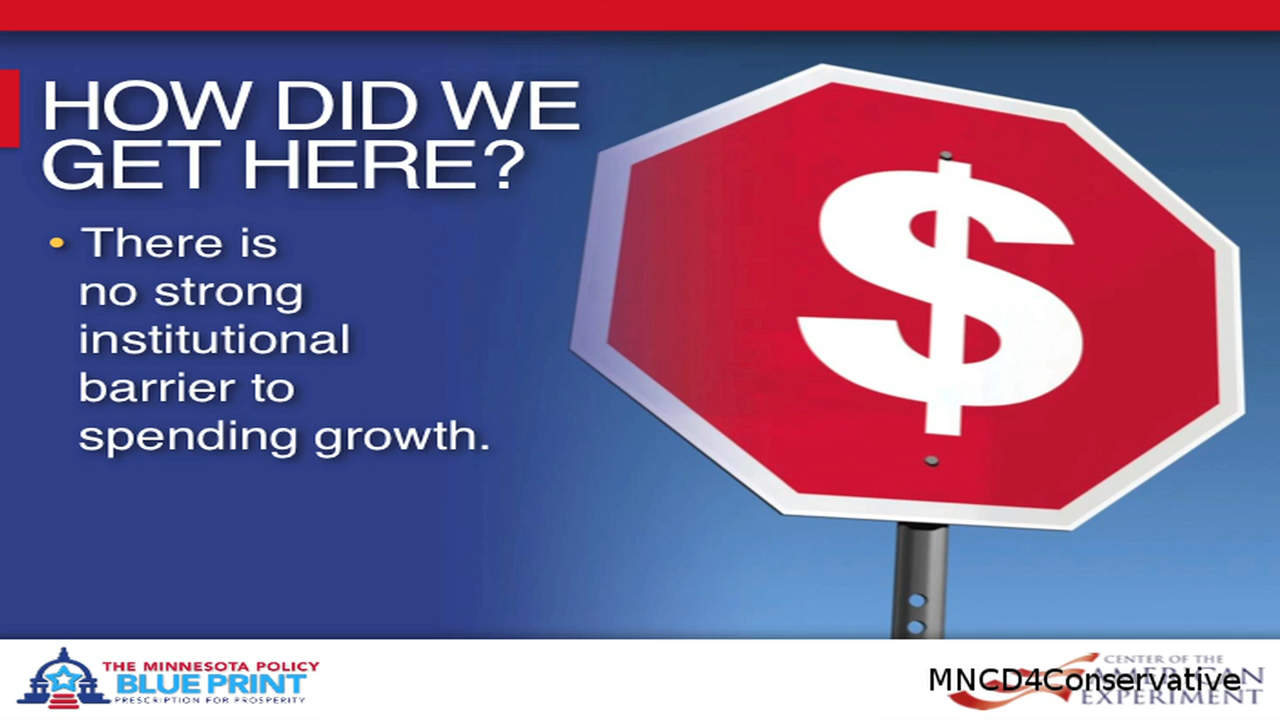 HOW DID WE
GET HERE?
• There is
no strong
institutional
barrier to
spending growth.
$
THE MINNESOTA POLICY
BLUE PRINT
PRESCRIPTION FOR PROSPERITY
CENTER OF THE
AMERICAN
EXPERIMENT
MNCD4Conservative